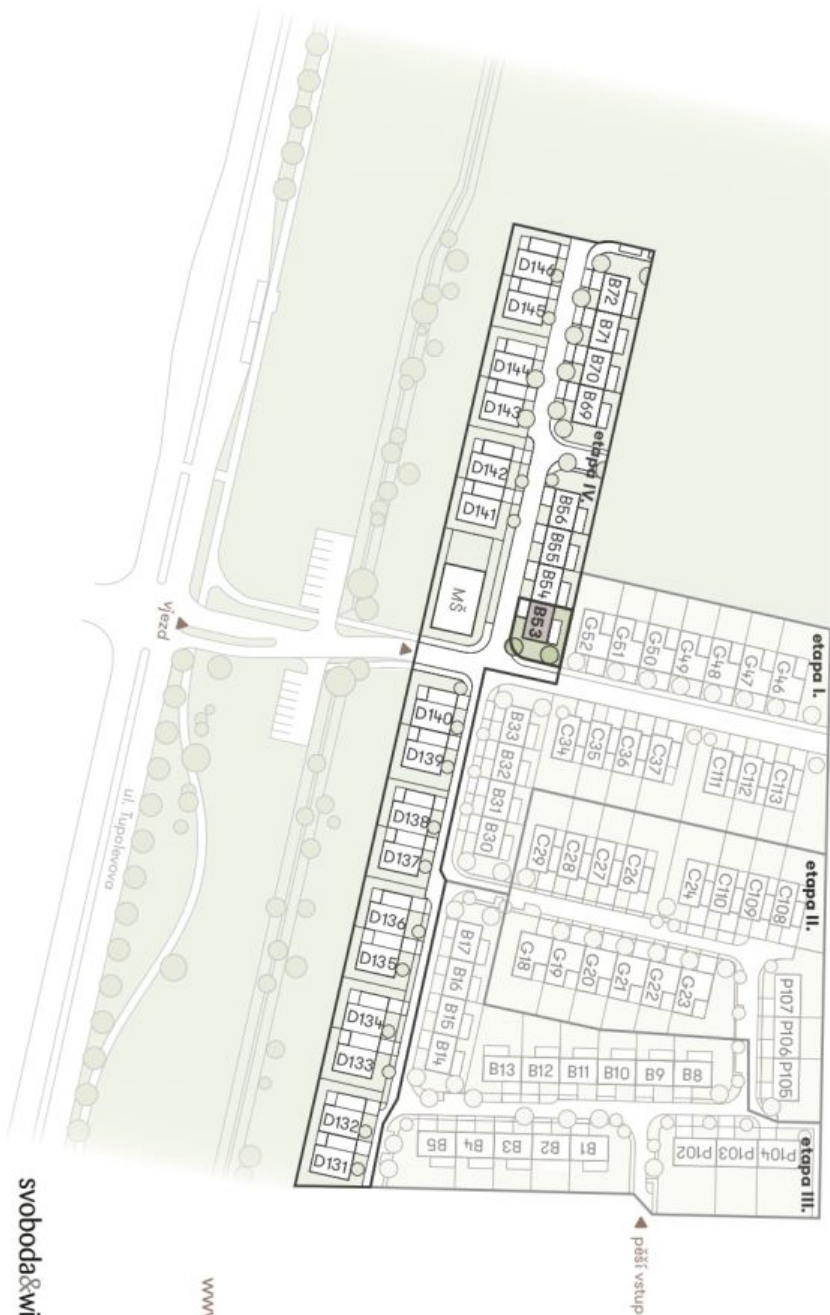 etapa I.
etapa II.
etapa III.
etapa IV.
D146
D145
D144
D143
D142
D141
MŠ
D140
D139
D138
D137
D136
D135
D134
D133
D132
D131
B72
B71
B70
B69
B56
B55
B54
B53
G52
G51
G50
G49
G48
G47
G46
B33
B32
B31
B30
C34
C35
C36
C37
C111
C112
C113
C29
C28
C27
C26
C24
C110
C109
C108
B17
B16
B15
B14
G18
G19
G20
G21
G22
G23
P107
P106
P105
B13
B12
B11
B10
B9
B8
B5
B4
B3
B2
B1
P102
P103
P104
vjezd
ul. Tupolevova
pěší vstup
svoboda&wi
www